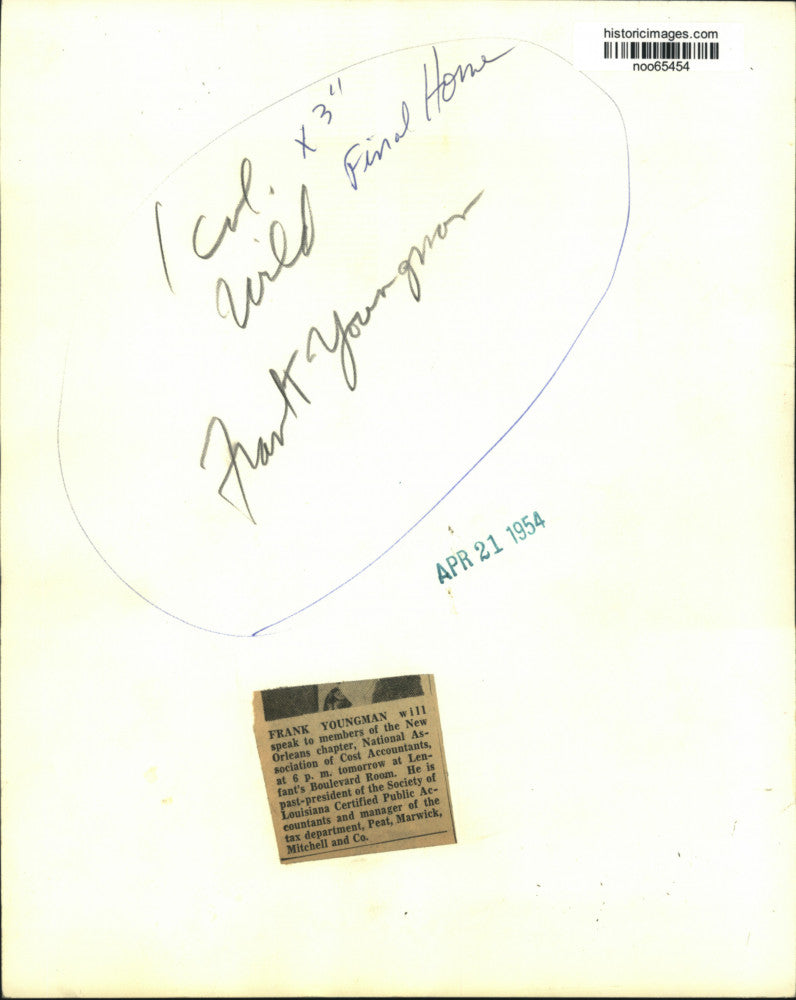 historicimages.com
noo65454
1 col. x 3"
Wild Final Home
Frank Youngman
APR 21 1954
FRANK YOUNGMAN will
speak to members of the New
Orleans chapter, National As-
sociation of Cost Accountants,
at 6 p. m. tomorrow at Len-
fant's Boulevard Room. He is
past-president of the Society of
Louisiana Certified Public Ac-
countants and manager of the
tax department, Peat, Marwick,
Mitchell and Co.